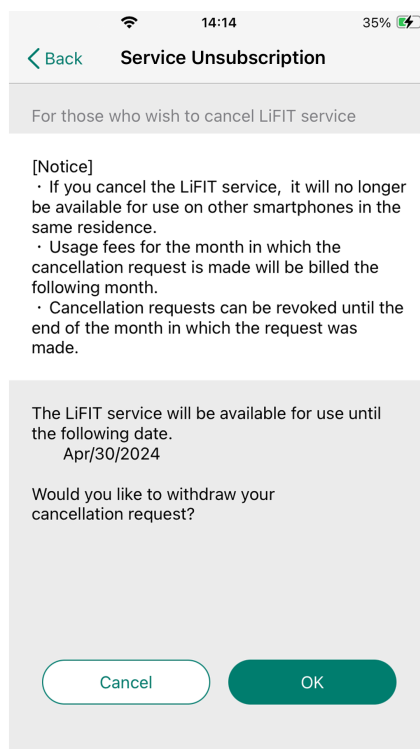 14:14
35%
Back
Service Unsubscription
For those who wish to cancel LiFIT service
[Notice]
・If you cancel the LiFIT service, it will no longer
be available for use on other smartphones in the
same residence.
・Usage fees for the month in which the
cancellation request is made will be billed the
following month.
・Cancellation requests can be revoked until the
end of the month in which the request was
made.
The LiFIT service will be available for use until
the following date.
Apr/30/2024
Would you like to withdraw your
cancellation request?
Cancel
OK